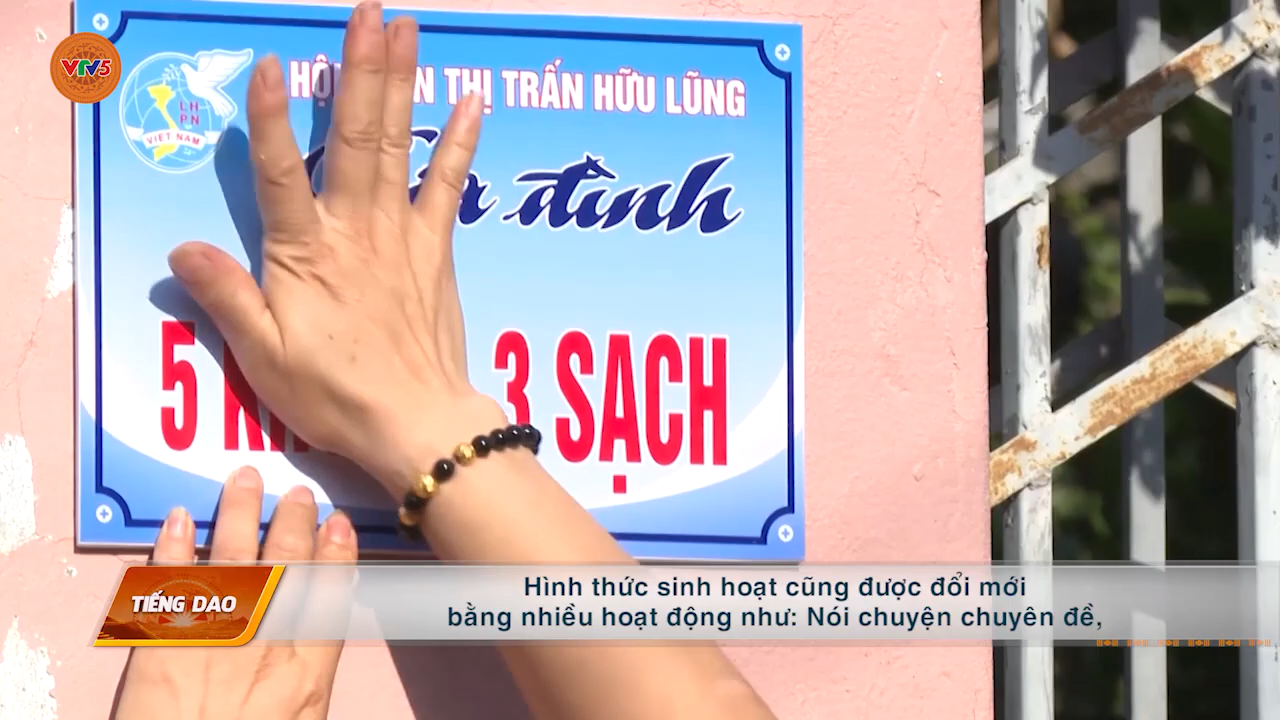 VTV5
LH
PN
VIỆT NAM
THỊ TRẤN HỮU LŨNG
đình
5 3 SẠCH
TIẾNG DAO
Hình thức sinh hoạt cũng được đổi mới
bằng nhiều hoạt động như: Nói chuyện chuyên đề,